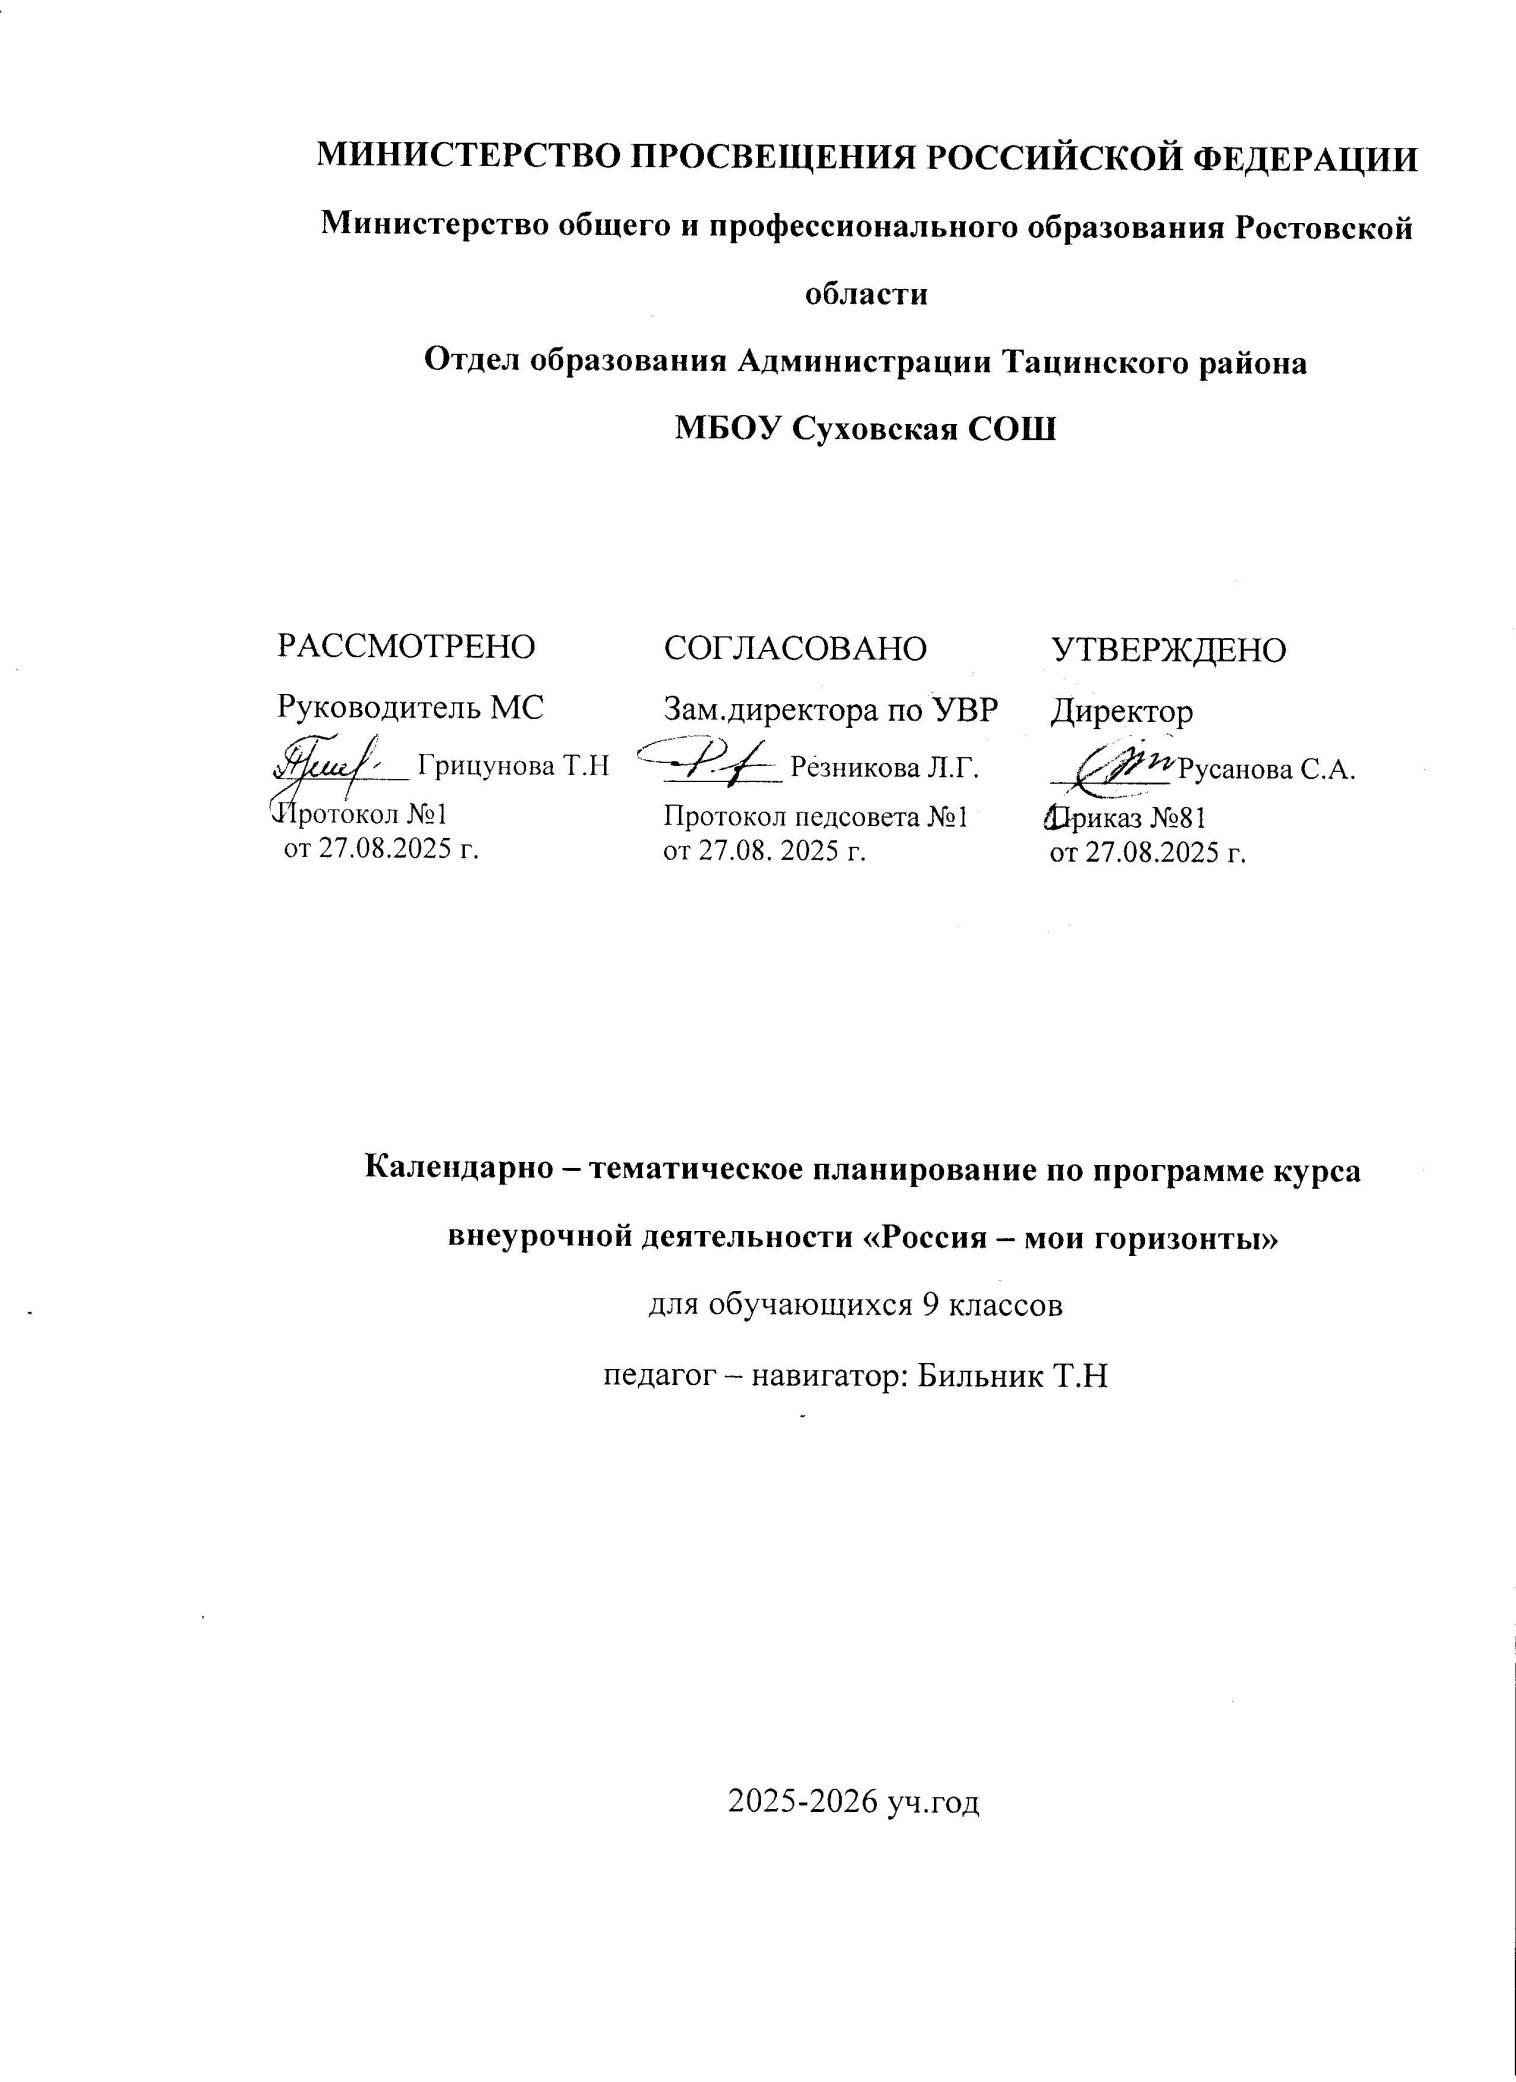 МИНИСТЕРСТВО ПРОСВЕЩЕНИЯ РОССИЙСКОЙ ФЕДЕРАЦИИ
Министерство общего и профессионального образования Ростовской
области
Отдел образования Администрации Тацинского района
МБОУ Суховская СОШ
РАССМОТРЕНО
Руководитель МС
Грицунова Т.Н
Протокол №1
от 27.08.2025 г.
СОГЛАСОВАНО
Зам.директора по УВР
Резникова Л.Г.
Протокол педсовета №1
от 27.08. 2025 г.
УТВЕРЖДЕНО
Директор
Русанова С.А.
Приказ №81
от 27.08.2025 г.
Календарно – тематическое планирование по программе курса
внеурочной деятельности «Россия – мои горизонты»
для обучающихся 9 классов
педагог – навигатор: Бильник Т.Н
2025-2026 уч.год